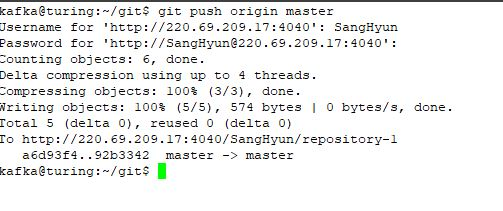 kafka@turing:~/git$ git push origin master
Username for 'http://220.69.209.17:4040': SangHyun
Password for 'http://SangHyun@220.69.209.17:4040':
Counting objects: 6, done.
Delta compression using up to 4 threads.
Compressing objects: 100% (3/3), done.
Writing objects: 100% (5/5), 574 bytes | 0 bytes/s, done.
Total 5 (delta 0), reused 0 (delta 0)
To http://220.69.209.17:4040/SangHyun/repository-1
   a6d93f4..92b3342  master -> master
kafka@turing:~/git$